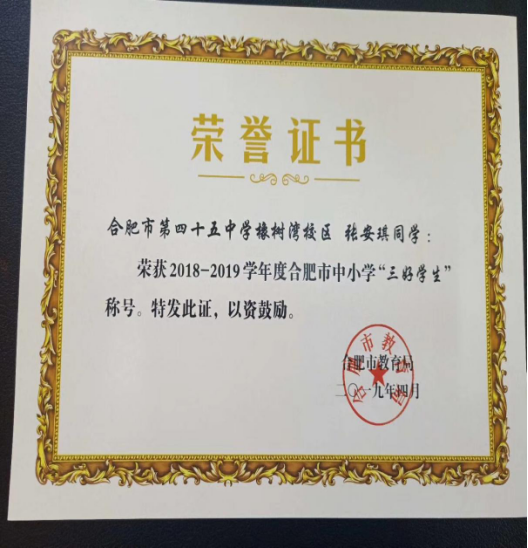 荣誉证书
合肥市第四十五中学橡树湾校区 张安琪同学：
荣获2018-2019学年度合肥市中小学“三好学生”
称号。特发此证，以资鼓励。
合肥市教育局
二〇一九年四月